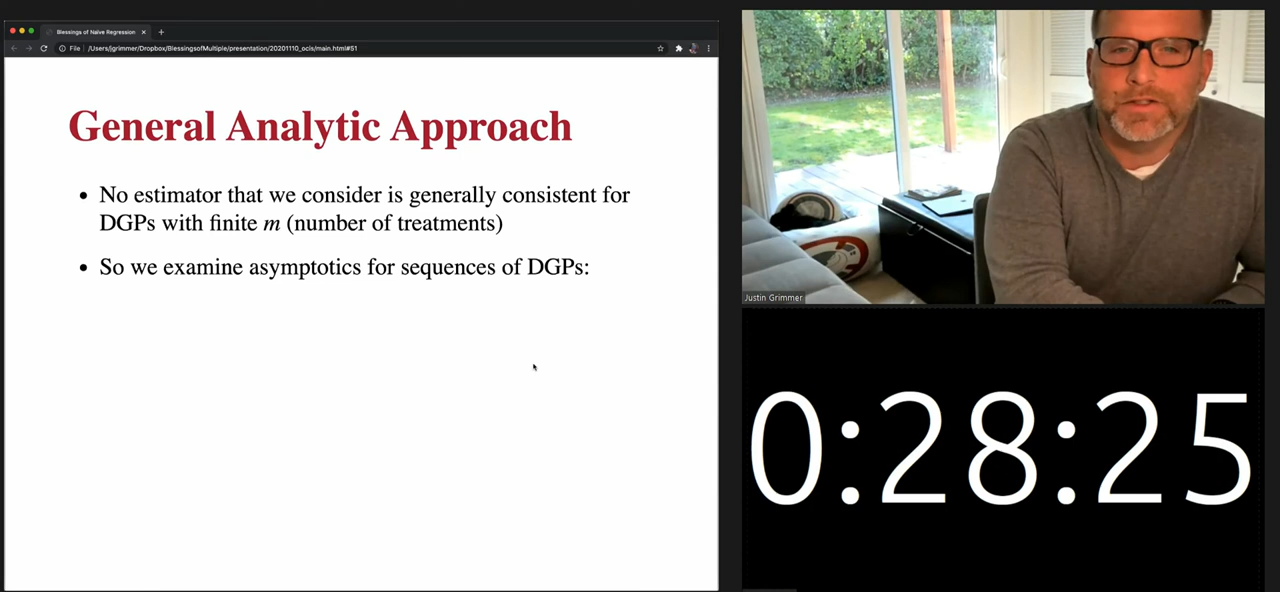 Blessings of Naïve Regression
File
/Users/jgrimmer/Dropbox/BlessingsofMultiple/presentation/20201110_ocis/main.html#51
General Analytic Approach
• No estimator that we consider is generally consistent for
DGPs with finite m (number of treatments)
• So we examine asymptotics for sequences of DGPs:
Justin Grimmer
0:28:25